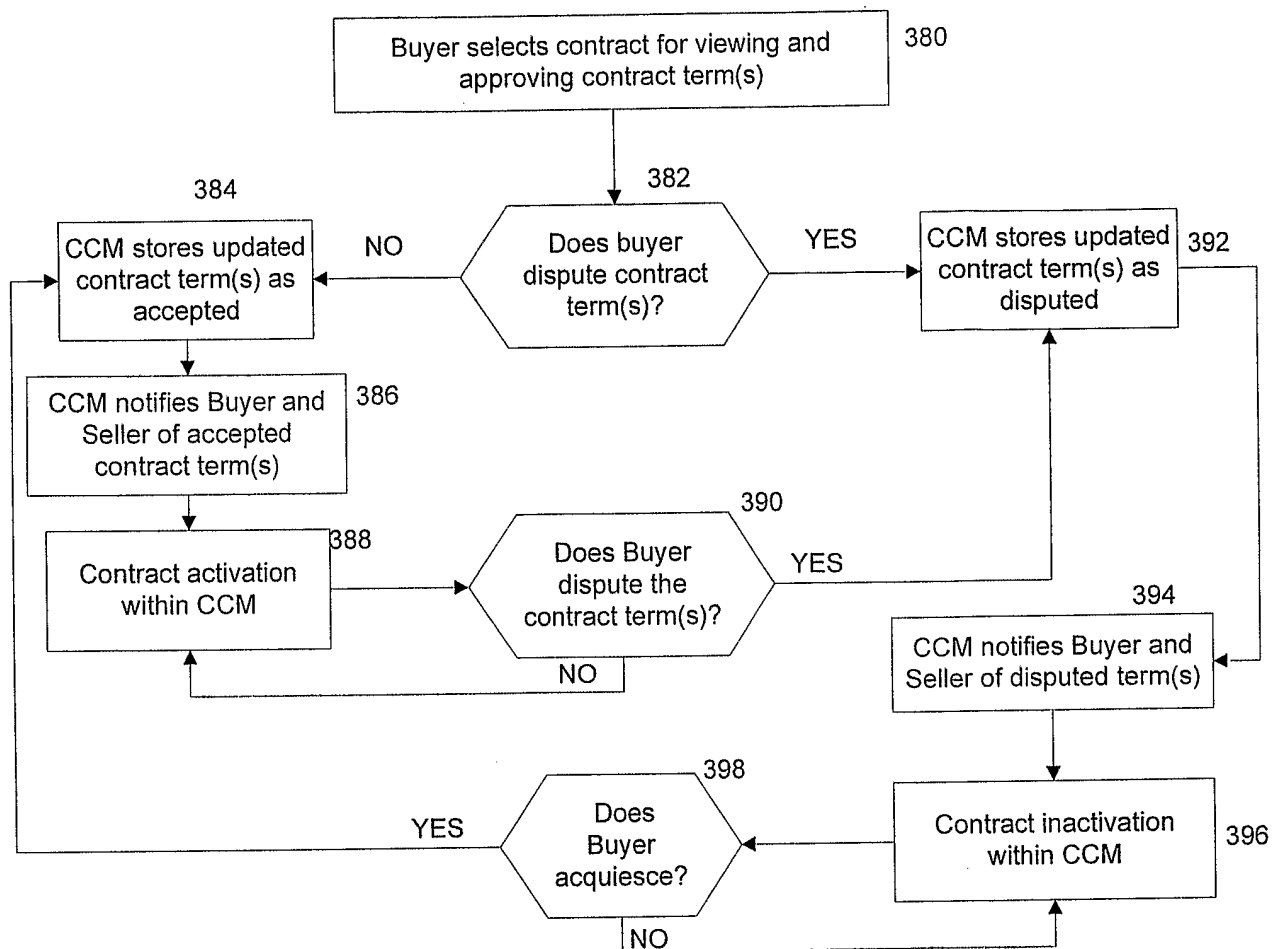 Buyer selects contract for viewing and
approving contract term(s)
380
382
384
Does buyer
dispute contract
term(s)?
NO
YES
CCM stores updated
contract term(s) as
accepted
CCM stores updated
contract term(s) as
disputed
392
CCM notifies Buyer and
Seller of accepted
contract term(s)
386
Contract activation
within CCM
388
390
Does Buyer
dispute the
contract term(s)?
YES
NO
394
CCM notifies Buyer and
Seller of disputed term(s)
398
Does
Buyer
acquiesce?
YES
NO
Contract inactivation
within CCM
396